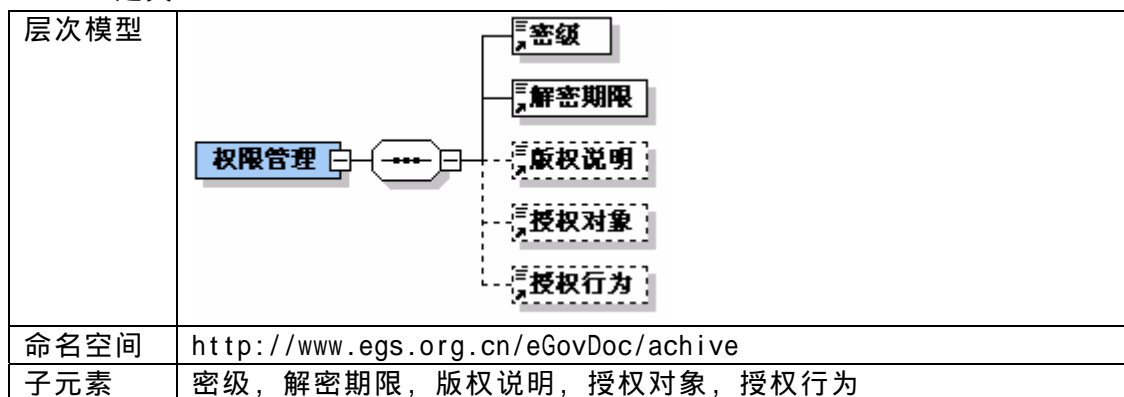 层次模型
密级
解密期限
权限管理
版权说明
授权对象
授权行为
命名空间 http://www.egs.org.cn/eGovDoc/achive
子元素 密级，解密期限，版权说明，授权对象，授权行为